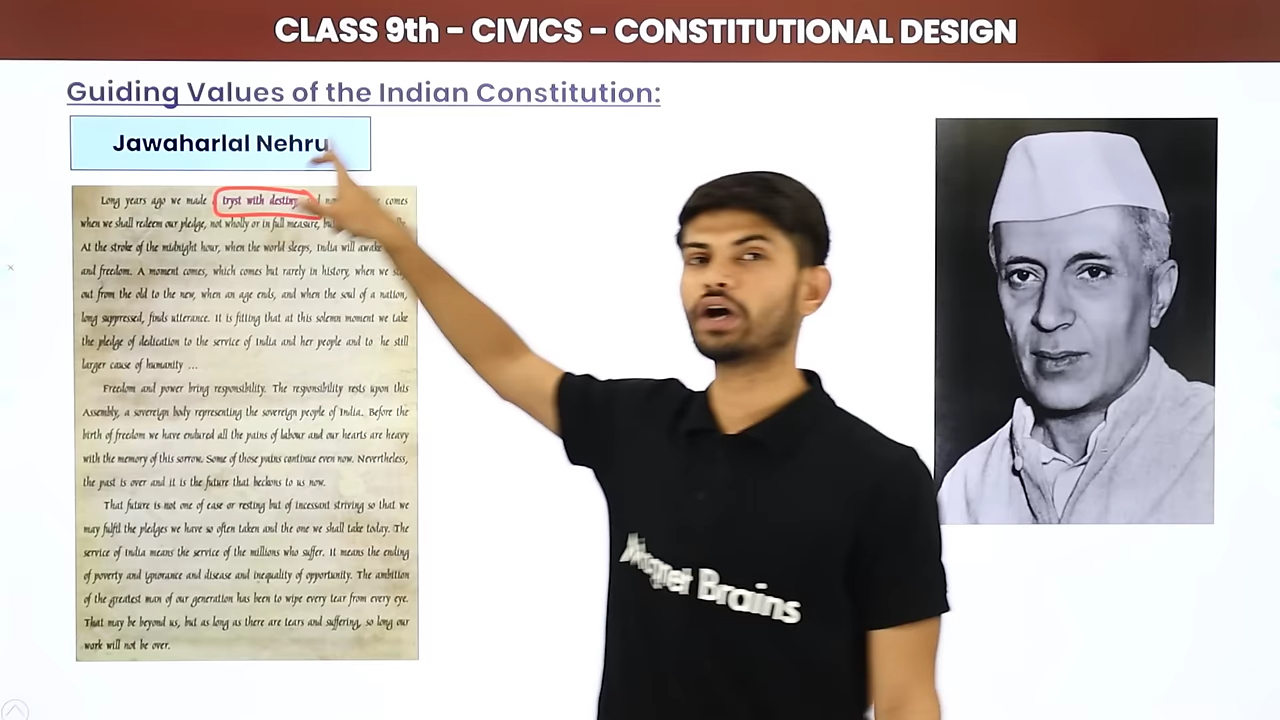 CLASS 9th – CIVICS – CONSTITUTIONAL DESIGN
Guiding Values of the Indian Constitution:
Jawaharlal Nehru
Long years ago we made tryst with destiny comes
when we shall redeem our pledge, not wholly or in full measure,
At the stroke of the midnight hour, when the world sleeps, India will awake
and freedom. A moment comes, which comes but rarely in history, when we
out from the old to the new, when an age ends, and when the soul of a nation,
long suppressed, finds utterance. It is fitting that at this solemn moment we take
the pledge of dedication to the service of India and her people and to he still
larger cause of humanity ...
Freedom and power bring responsibility. The responsibility rests upon this
Assembly, a sovereign body representing the sovereign people of India. Before the
birth of freedom we have endured all the pains of labour and our hearts are heavy
with the memory of this sorrow. Some of those pains continue even now. Nevertheless,
the past is over and it is the future that beckons to us now.
That future is not one of ease or resting but of incessant striving so that we
may fulfil the pledges we have so often taken and the one we shall take today. The
service of India means the service of the millions who suffer. It means the ending
of poverty and ignorance and disease and inequality of opportunity. The ambition
of the greatest man of our generation has been to wipe every tear from every eye.
That may be beyond us, but as long as there are tears and suffering, so long our
work will not be over.
Magnet Brains